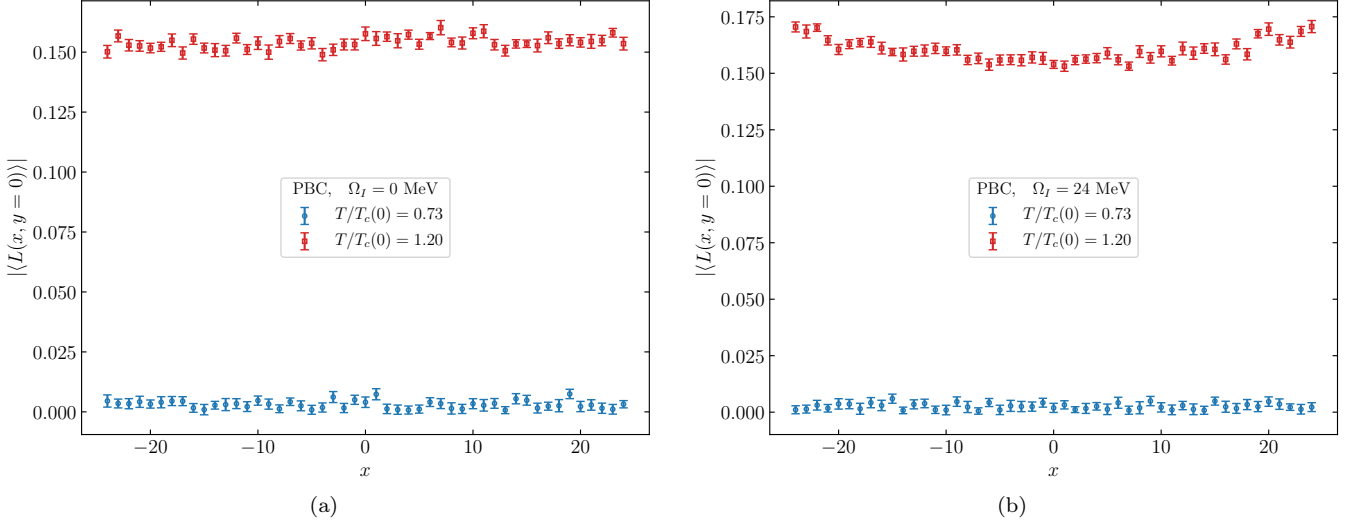 0.150
0.125
0.100
0.075
0.050
0.025
0.000
|⟨L(x, y = 0)⟩|
PBC, Ω_I = 0 MeV
T/T_c(0) = 0.73
T/T_c(0) = 1.20
−20 −10 0 10 20
x
(a)
0.175
0.150
0.125
0.100
0.075
0.050
0.025
0.000
|⟨L(x, y = 0)⟩|
PBC, Ω_I = 24 MeV
T/T_c(0) = 0.73
T/T_c(0) = 1.20
−20 −10 0 10 20
x
(b)